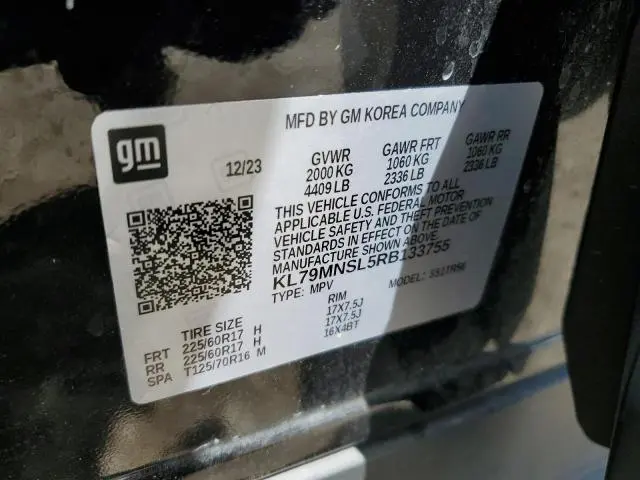 MFD BY GM KOREA COMPANY
gm
12/23
GVWR
2000 KG
4409 LB
GAWR FRT
1060 KG
2336 LB
GAWR RR
1060 KG
2336 LB
THIS VEHICLE CONFORMS TO ALL
APPLICABLE U.S. FEDERAL MOTOR
VEHICLE SAFETY AND THEFT PREVENTION
STANDARDS IN EFFECT ON THE DATE OF
MANUFACTURE SHOWN ABOVE.
KL79MNSL5RB133755
TYPE: MPV
MODEL:
TIRE SIZE
RIM
FRT 225/60R17 H 17X7.5J
RR 225/60R17 H 17X7.5J
SPA T125/70R16 M 16X4BT